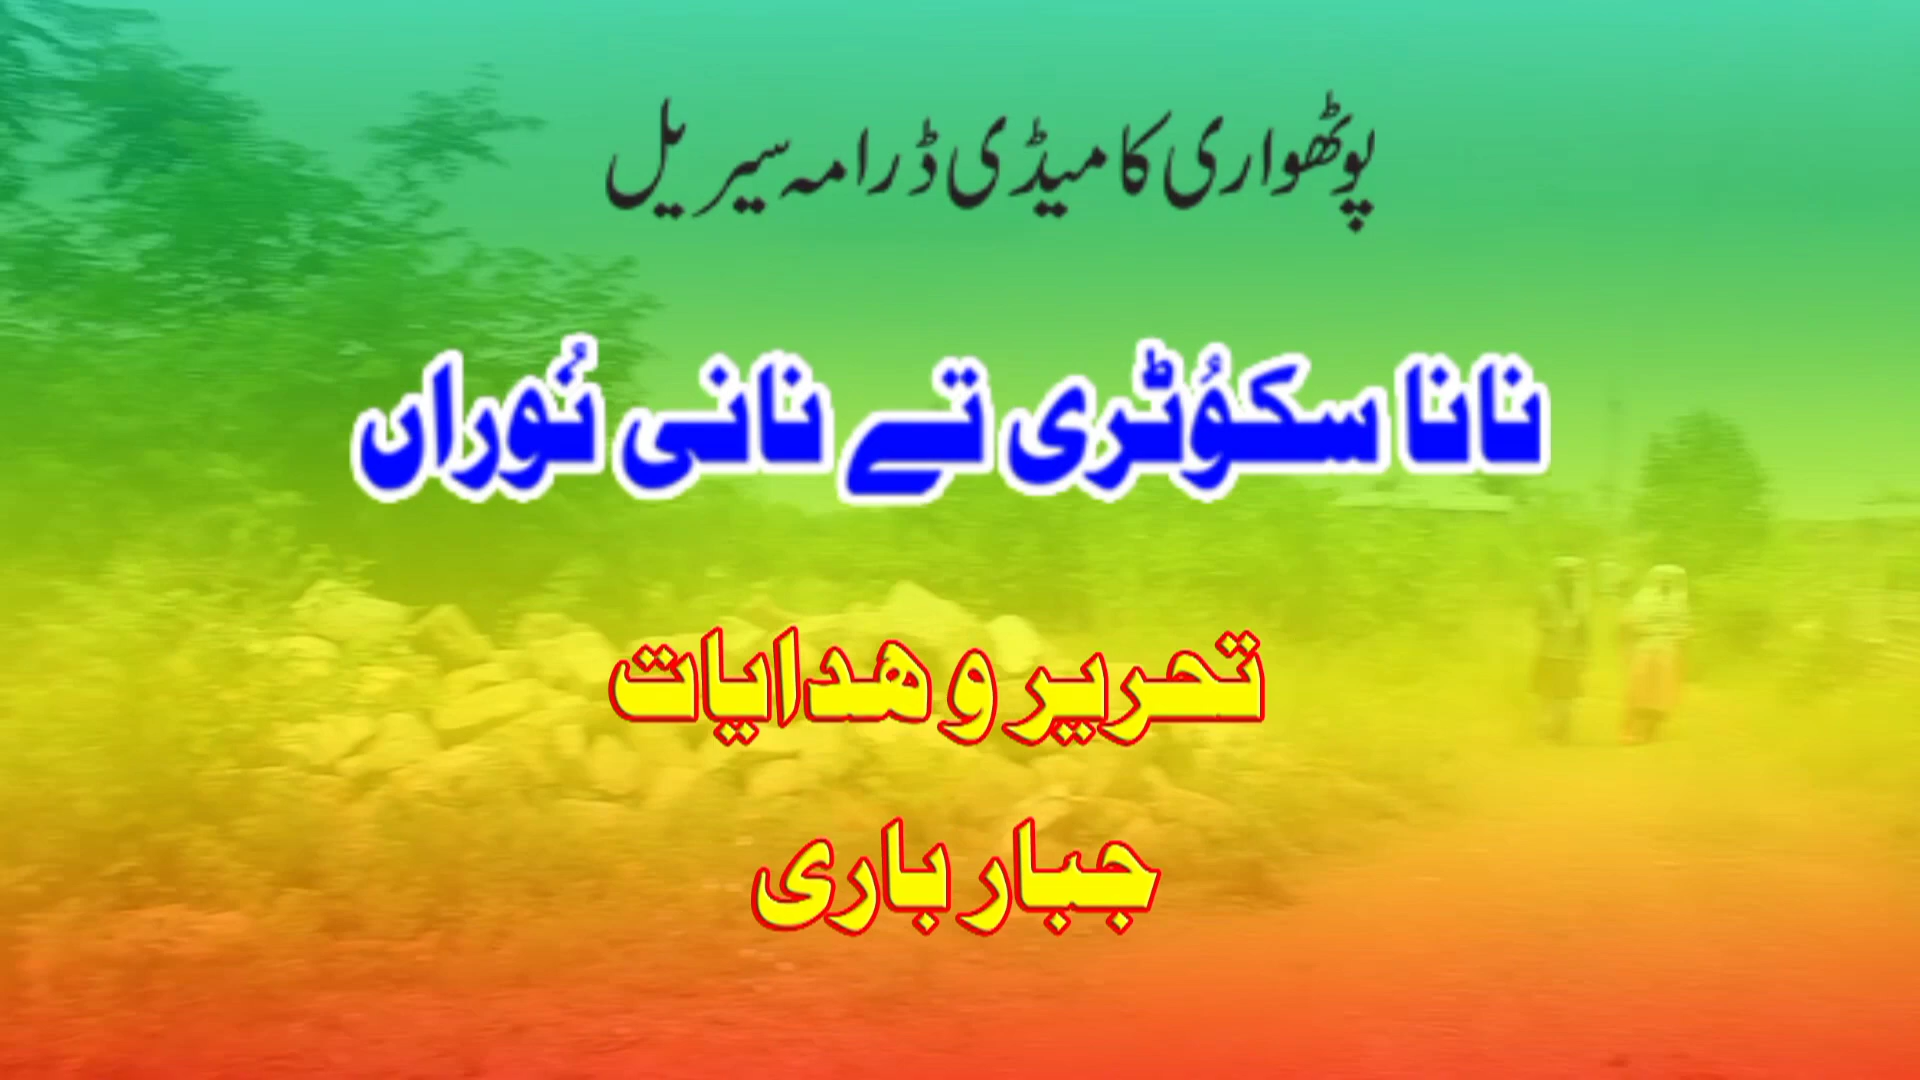 پوٹھواری کامیڈی ڈرامہ سیریل
نانا سکوُٹری تے نانی نُوراں
تحریر و ھدایات
جبار باری